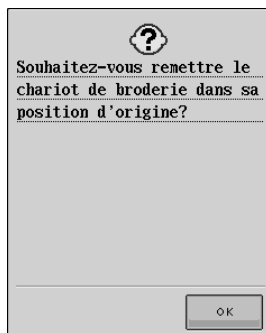 Souhaitez-vous remettre le
chariot de broderie dans sa
position d'origine?
OK